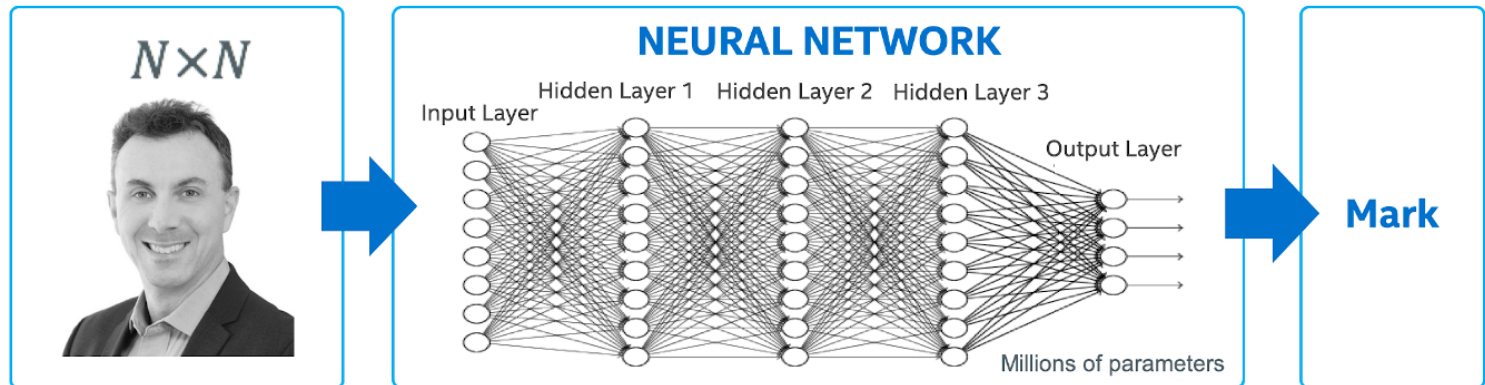 N×N
NEURAL NETWORK
Input Layer
Hidden Layer 1
Hidden Layer 2
Hidden Layer 3
Output Layer
Millions of parameters
Mark